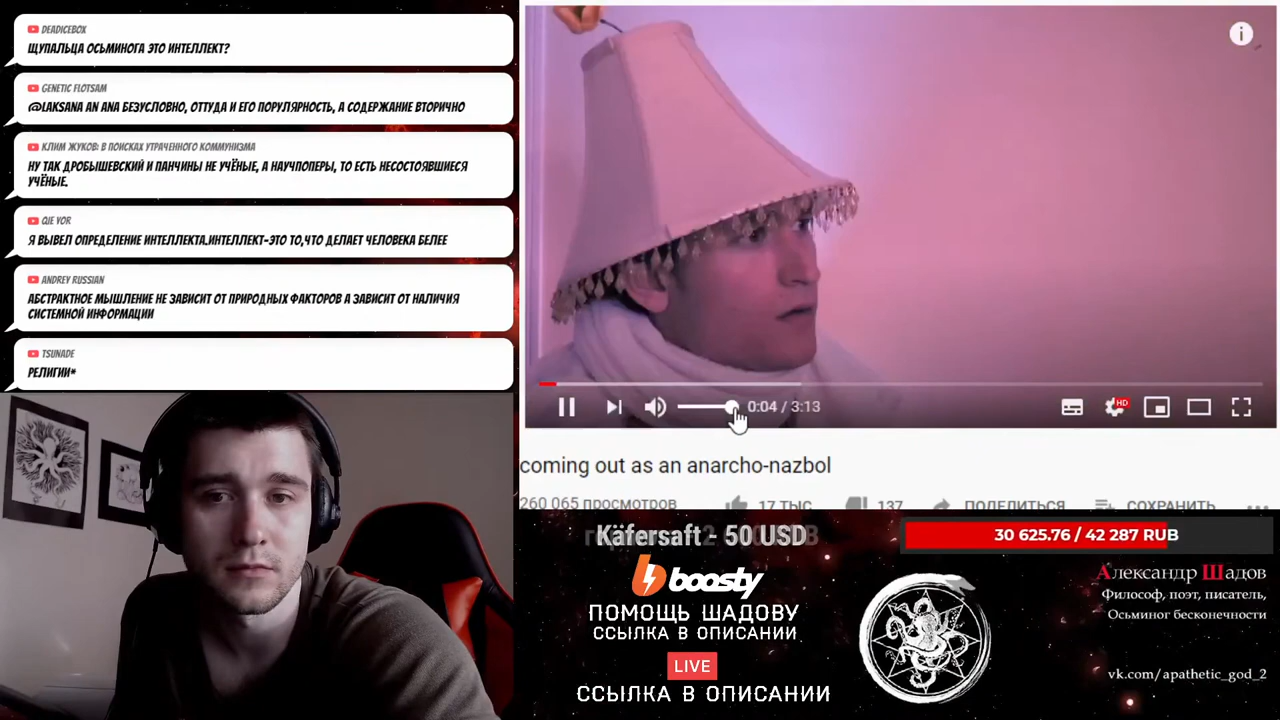 DEADICEBOX
ЩУПАЛЬЦА ОСЬМИНОГА ЭТО ИНТЕЛЛЕКТ?
GENETIC FLOTSAM
@LAKSANA AN ANA БЕЗУСЛОВНО, ОТТУДА И ЕГО ПОРУЛЯРНОСТЬ, А СОДЕРЖАНИЕ ВТОРИЧНО
КЛИМ ЖУКОВ: В ПОИСКАХ УТРАЧЕННОГО КОММУНИЗМА
НУ ТАК ДРОБЫШЕВСКИЙ И ПАНЧИНЫ НЕ УЧЁНЫЕ, А НАУЧПОПЕРЫ, ТО ЕСТЬ НЕСОСТОЯВШИЕСЯ
УЧЁНЫЕ.
QJE YOR
Я ВЫВЕЛ ОПРЕДЕЛЕНИЕ ИНТЕЛЛЕКТА.ИНТЕЛЛЕКТ-ЭТО ТО,ЧТО ДЕЛАЕТ ЧЕЛОВЕКА БЕЛЕЕ
ANDREY RUSSIAN
АБСТРАКТНОЕ МЫШЛЕНИЕ НЕ ЗАВИСИТ ОТ ПРИРОДНЫХ ФАКТОРОВ А ЗАВИСИТ ОТ НАЛИЧИЯ
СИСТЕМНОЙ ИНФОРМАЦИИ
TSUNADE
РЕЛИГИИ*
0:04 / 3:13
HD
coming out as an anarcho-nazbol
260 065 просмотров
17 ТЫС.
137
ПОДЕЛИТЬСЯ
СОХРАНИТЬ
Käfersaft - 50 USD
boosty
ПОМОЩЬ ШАДОВУ
ССЫЛКА В ОПИСАНИИ
LIVE
ССЫЛКА В ОПИСАНИИ
30 625.76 / 42 287 RUB
Александр Шадов
Философ, поэт, писатель,
Осьминог бесконечности
vk.com/apathetic_god_2